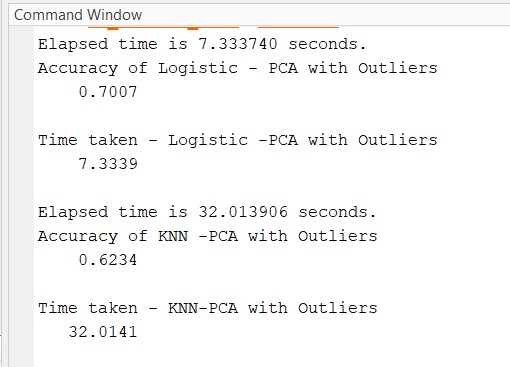 Command Window
Elapsed time is 7.333740 seconds.
Accuracy of Logistic - PCA with Outliers
0.7007
Time taken - Logistic -PCA with Outliers
7.3339
Elapsed time is 32.013906 seconds.
Accuracy of KNN -PCA with Outliers
0.6234
Time taken - KNN-PCA with Outliers
32.0141